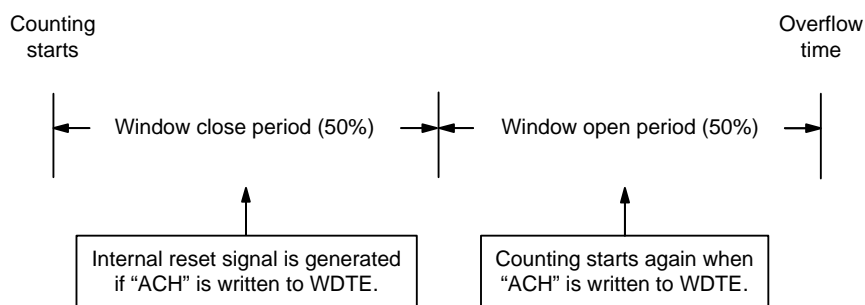 Counting
starts
Overflow
time
Window close period (50%)
Window open period (50%)
Internal reset signal is generated
if “ACH” is written to WDTE.
Counting starts again when
“ACH” is written to WDTE.